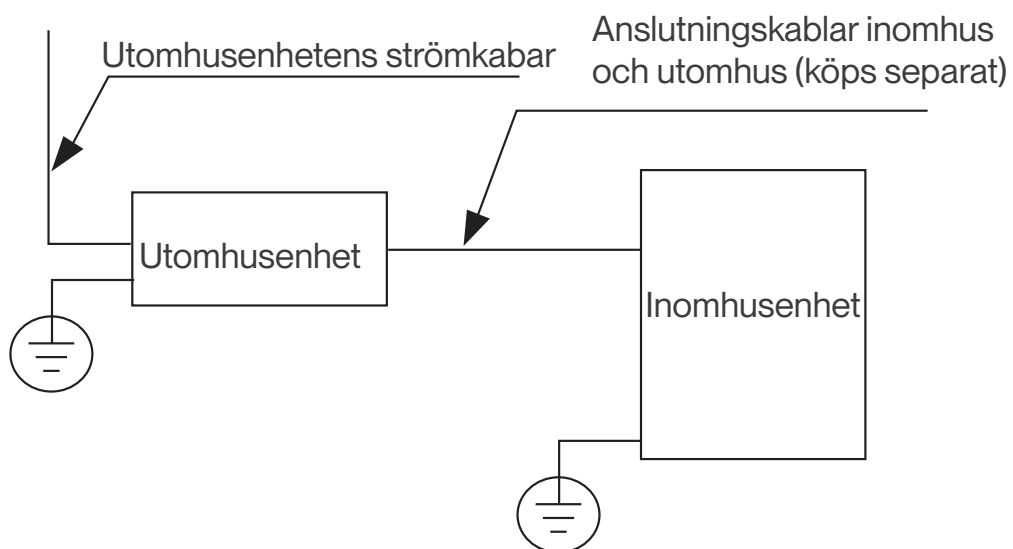 Utomhusenhetens strömkabar
Anslutningskablar inomhus
och utomhus (köps separat)
Utomhusenhet
Inomhusenhet